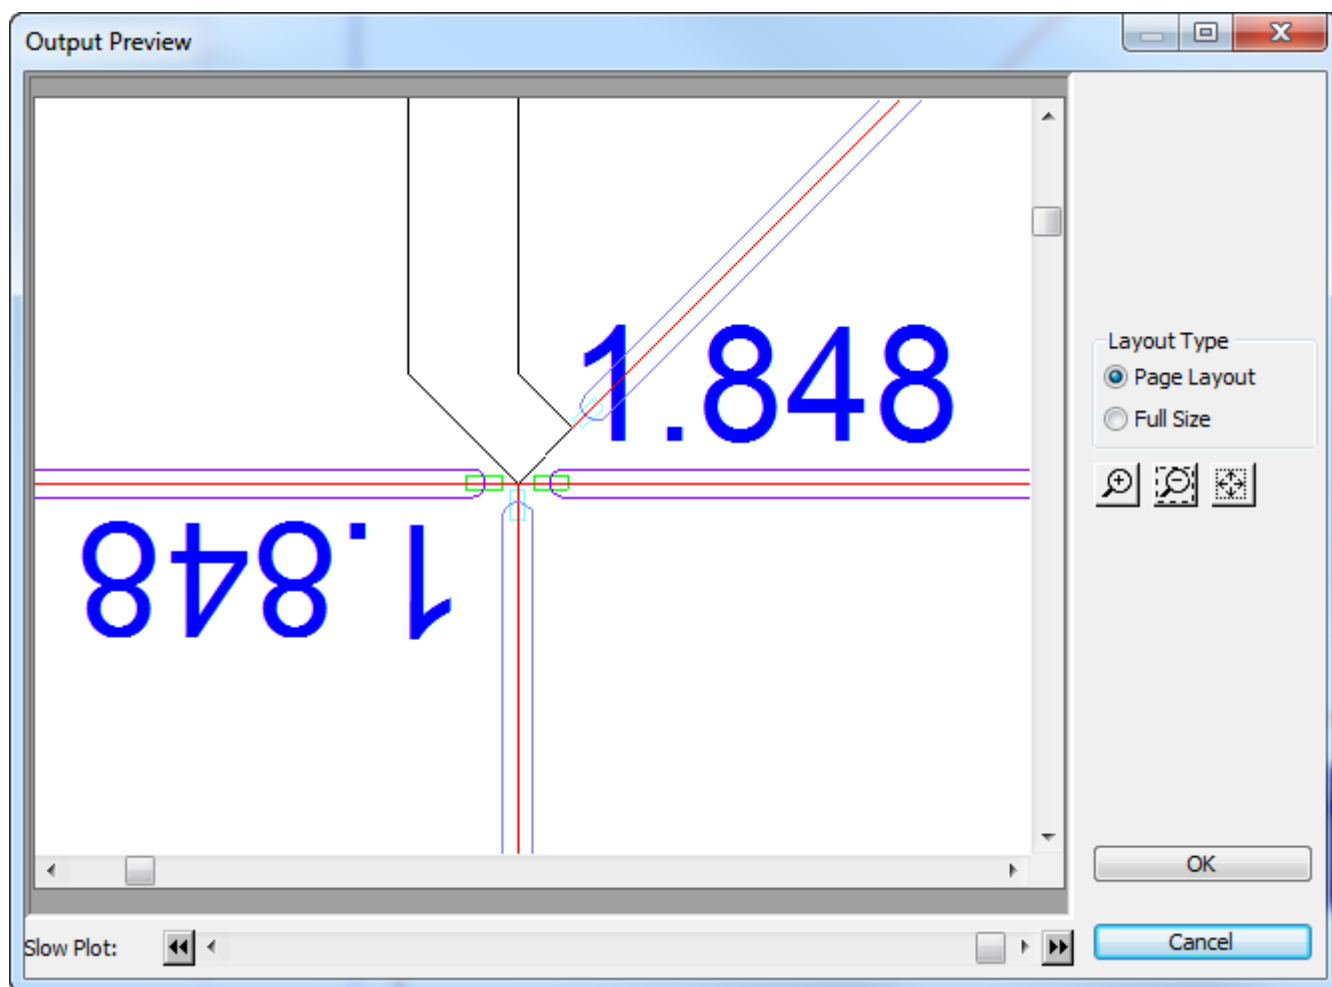 Output Preview
1.848
1.848
Layout Type
Page Layout
Full Size
OK
Slow Plot:
Cancel